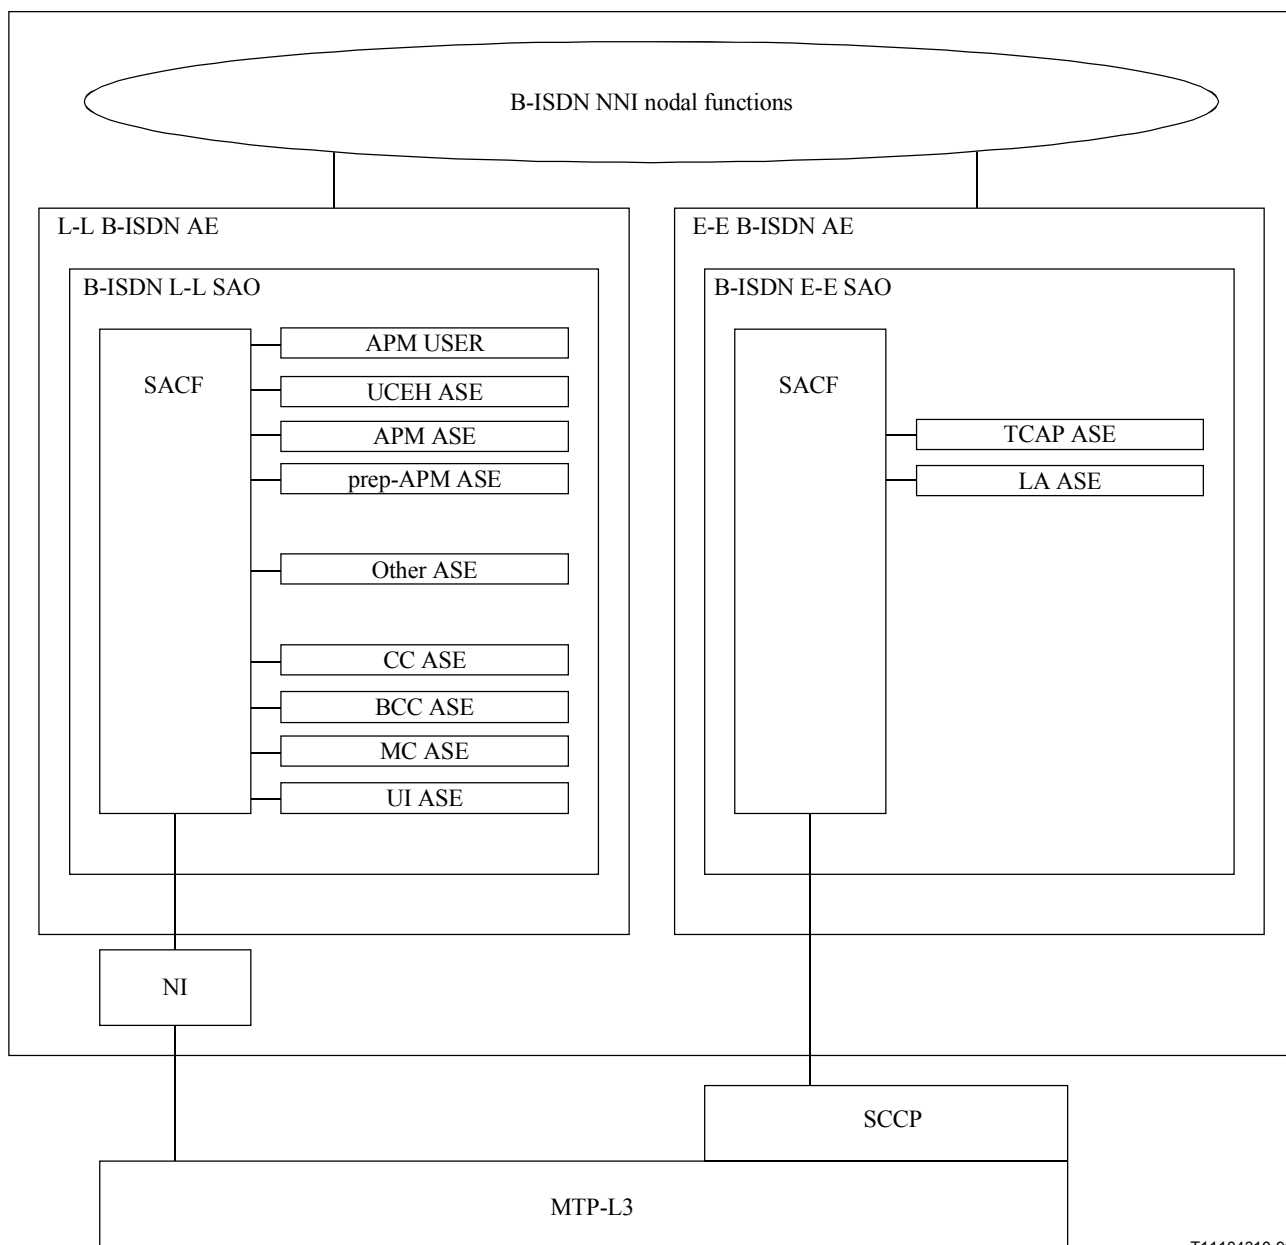 B-ISDN NNI nodal functions
L-L B-ISDN AE
E-E B-ISDN AE
B-ISDN L-L SAO
B-ISDN E-E SAO
SACF
APM USER
UCEH ASE
APM ASE
prep-APM ASE
Other ASE
CC ASE
BCC ASE
MC ASE
UI ASE
SACF
TCAP ASE
LA ASE
NI
SCCP
MTP-L3